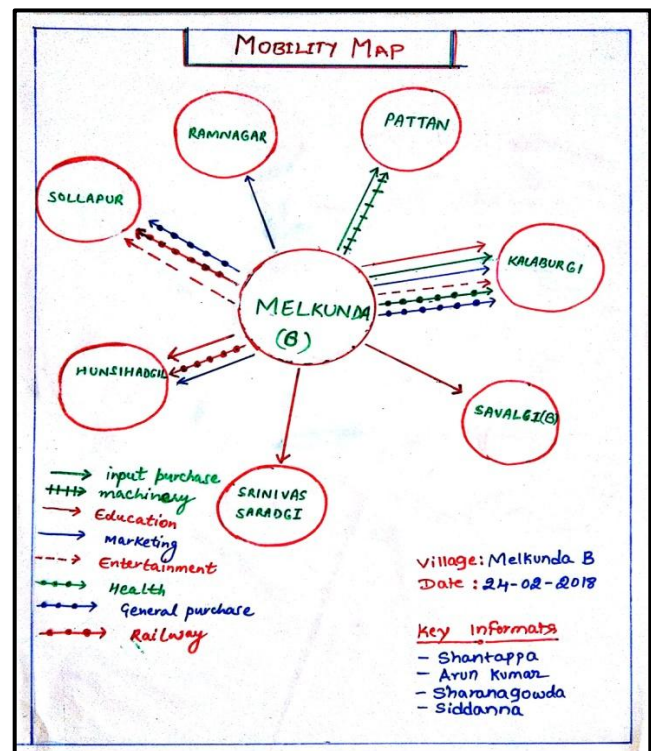 MOBILITY MAP
RAMNAGAR
PATTAN
SOLLAPUR
KALABURGI
MELKUNDA
(B)
HUNSIHADGIL
SAVALGI(B)
SRINIVAS
SARADGI
input purchase
machinery
Education
Marketing
Entertainment
Health
General purchase
Railway
Village: Melkunda B
Date : 24-02-2018
Key Informats
- Shantappa
- Arun Kumar
- Sharanagowda
- Siddanna